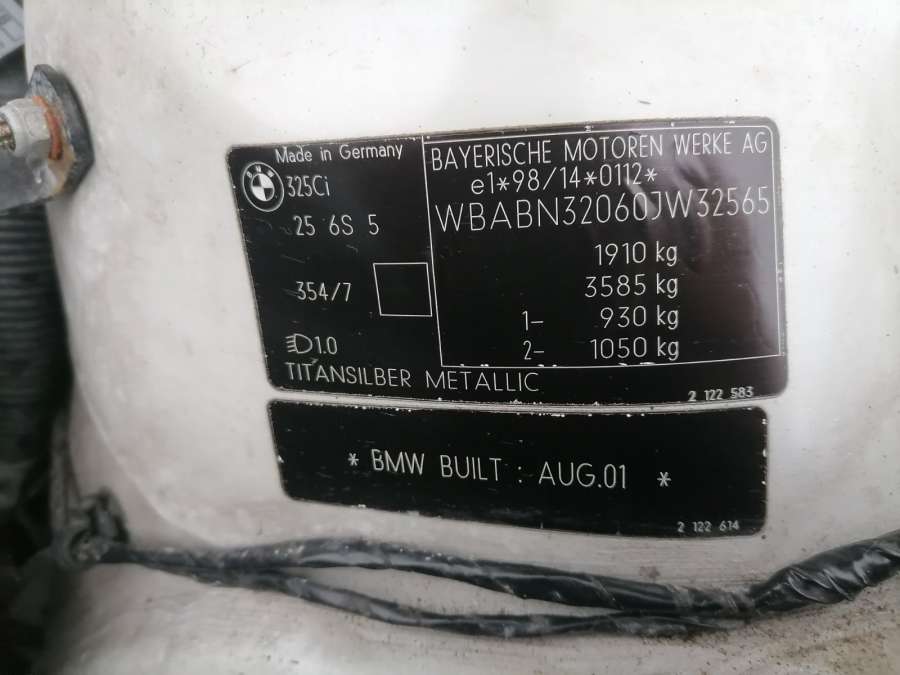 Made in Germany
325Ci
25 6S 5
354/7
1.0
TITANSILBER METALLIC
BAYERISCHE MOTOREN WERKE AG
e1*98/14*0112*
WBABN32060JW32565
1910 kg
3585 kg
1- 930 kg
2- 1050 kg
2 122 583
* BMW BUILT : AUG.01 *
2 122 614